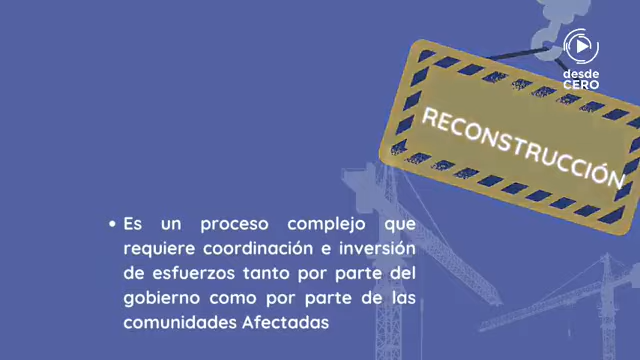 desde
CERO
RECONSTRUCCIÓN
• Es un proceso complejo que
requiere coordinación e inversión
de esfuerzos tanto por parte del
gobierno como por parte de las
comunidades Afectadas